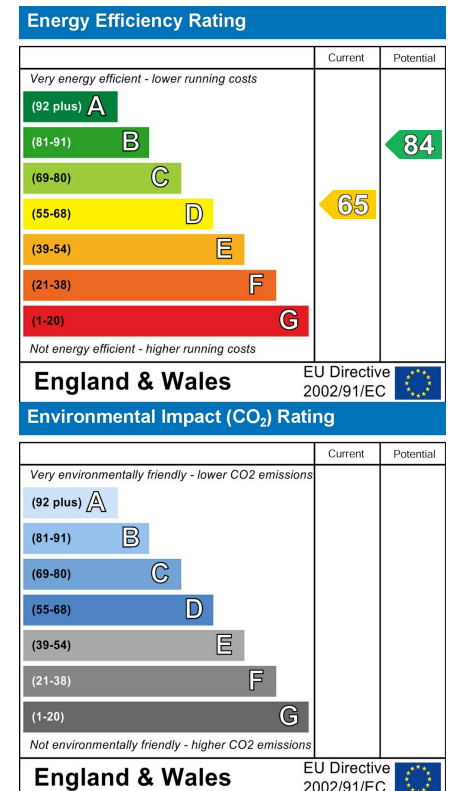 Energy Efficiency Rating
Current Potential
Very energy efficient - lower running costs
(92 plus) A
(81-91) B
84
(69-80) C
(55-68) D
65
(39-54) E
(21-38) F
(1-20) G
Not energy efficient - higher running costs
England & Wales
EU Directive
2002/91/EC
Environmental Impact (CO₂) Rating
Current Potential
Very environmentally friendly - lower CO2 emissions
(92 plus) A
(81-91) B
(69-80) C
(55-68) D
(39-54) E
(21-38) F
(1-20) G
Not environmentally friendly - higher CO2 emissions
England & Wales
EU Directive
2002/91/EC